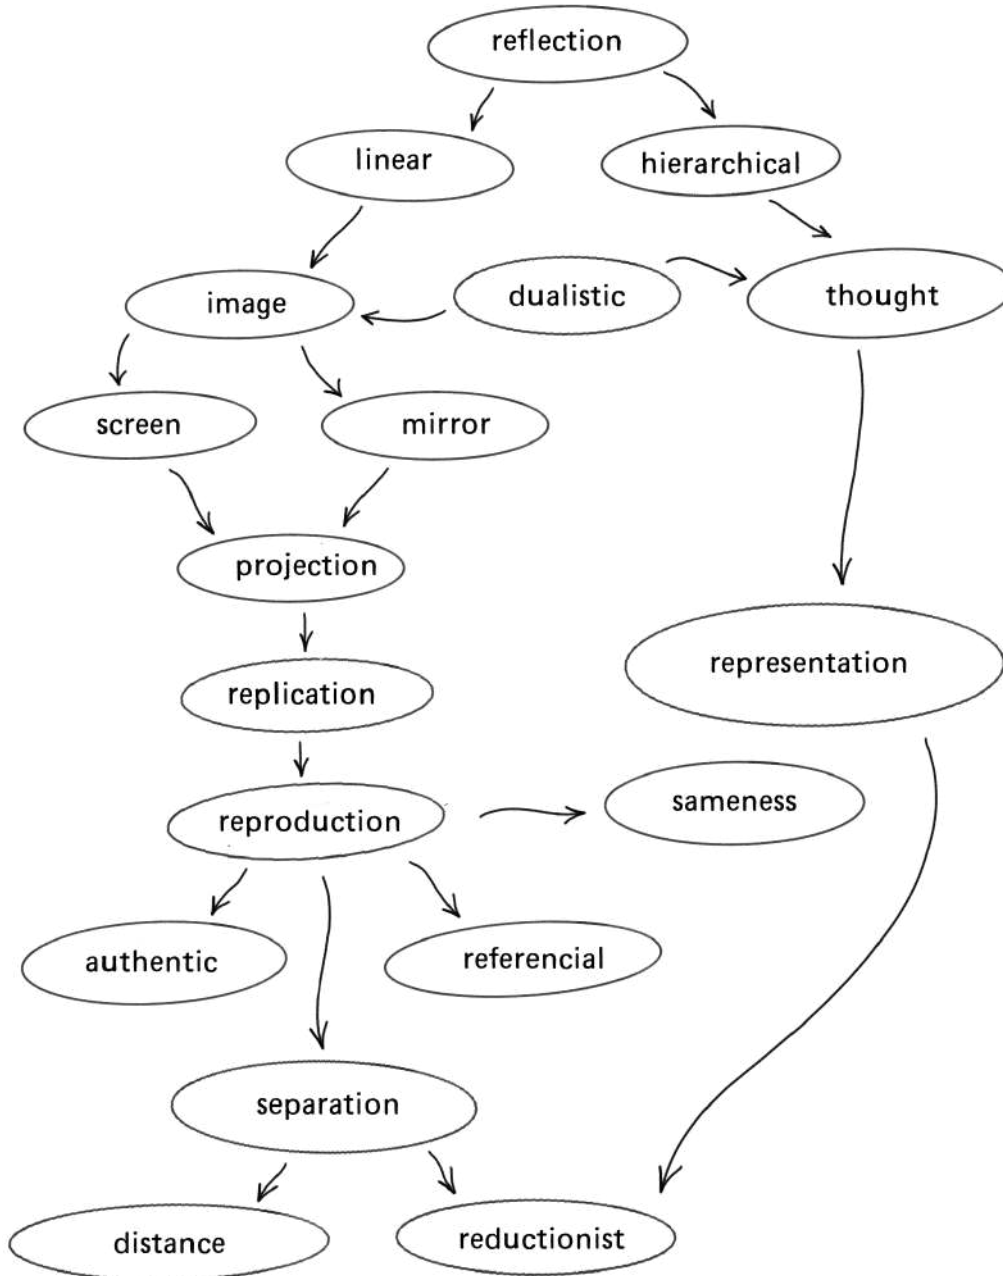 reflection
linear
hierarchical
image
dualistic
thought
screen
mirror
projection
representation
replication
sameness
reproduction
authentic
referencial
separation
distance
reductionist